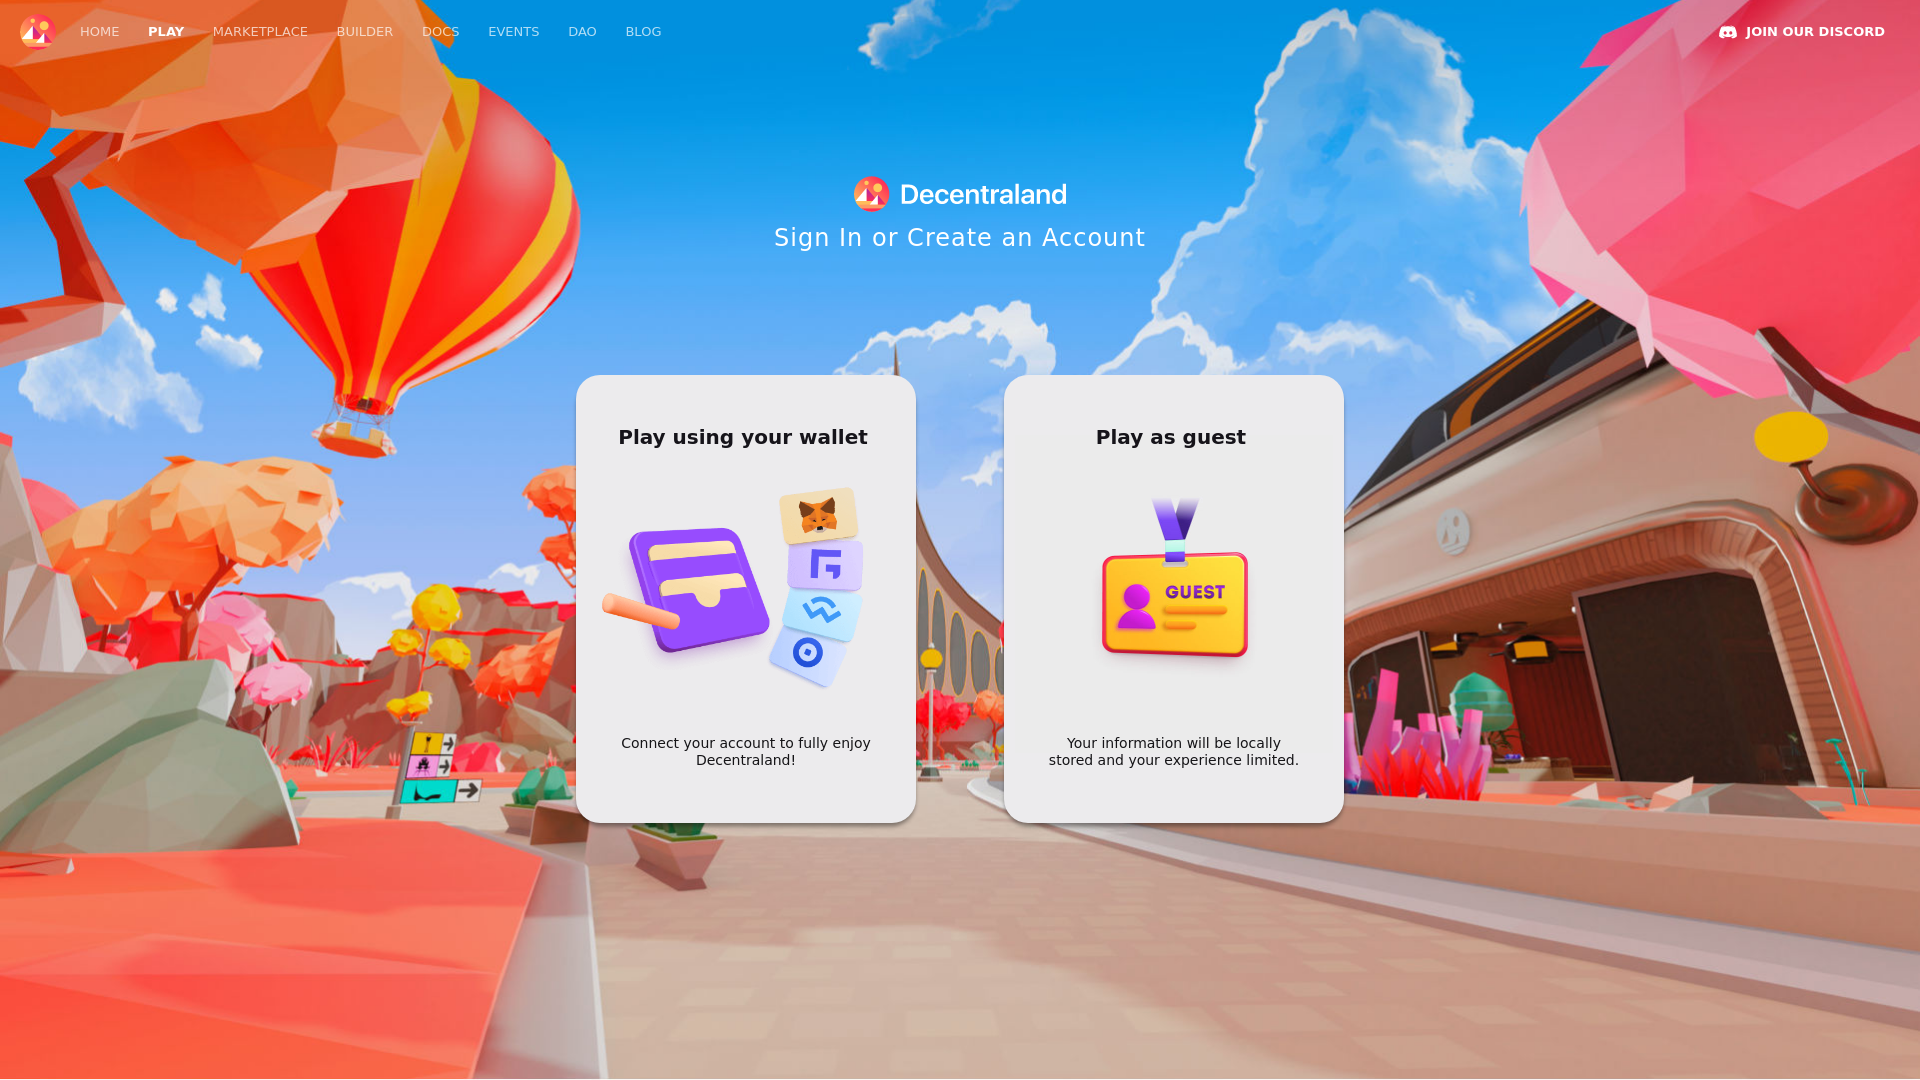 HOME PLAY MARKETPLACE BUILDER DOCS EVENTS DAO BLOG JOIN OUR DISCORD
Decentraland
Sign In or Create an Account
Play using your wallet
Connect your account to fully enjoy
Decentraland!
Play as guest
GUEST
Your information will be locally
stored and your experience limited.